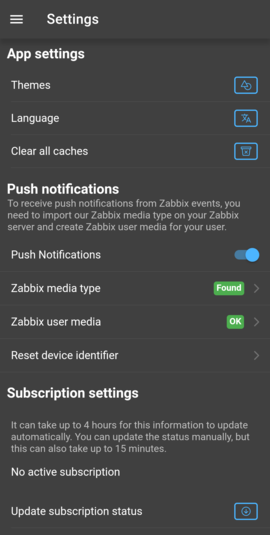 Settings
App settings
Themes
Language
Clear all caches
Push notifications
To receive push notifications from Zabbix events, you
need to import our Zabbix media type on your Zabbix
server and create Zabbix user media for your user.
Push Notifications
Zabbix media type Found
Zabbix user media OK
Reset device identifier
Subscription settings
It can take up to 4 hours for this information to update
automatically. You can update the status manually, but
this can also take up to 15 minutes.
No active subscription
Update subscription status